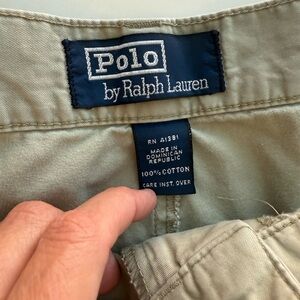 Polo
by Ralph Lauren
RN 41381
MADE IN
DOMINICAN
REPUBLIC
100% COTTON
CARE INST. OVER